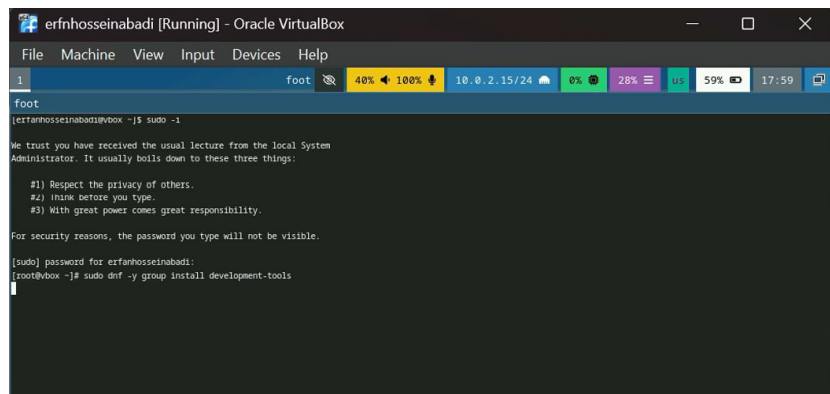 erfnhosseinabadi [Running] - Oracle VirtualBox
File Machine View Input Devices Help
1 foot 40% 100% 10.0.2.15/24 0% 28% us 59% 17:59
foot
[erfanhosseinabadi@vbox ~]$ sudo -i
We trust you have received the usual lecture from the local System
Administrator. It usually boils down to these three things:
#1) Respect the privacy of others.
#2) Think before you type.
#3) With great power comes great responsibility.
For security reasons, the password you type will not be visible.
[sudo] password for erfanhosseinabadi:
[root@vbox ~]# sudo dnf -y group install development-tools